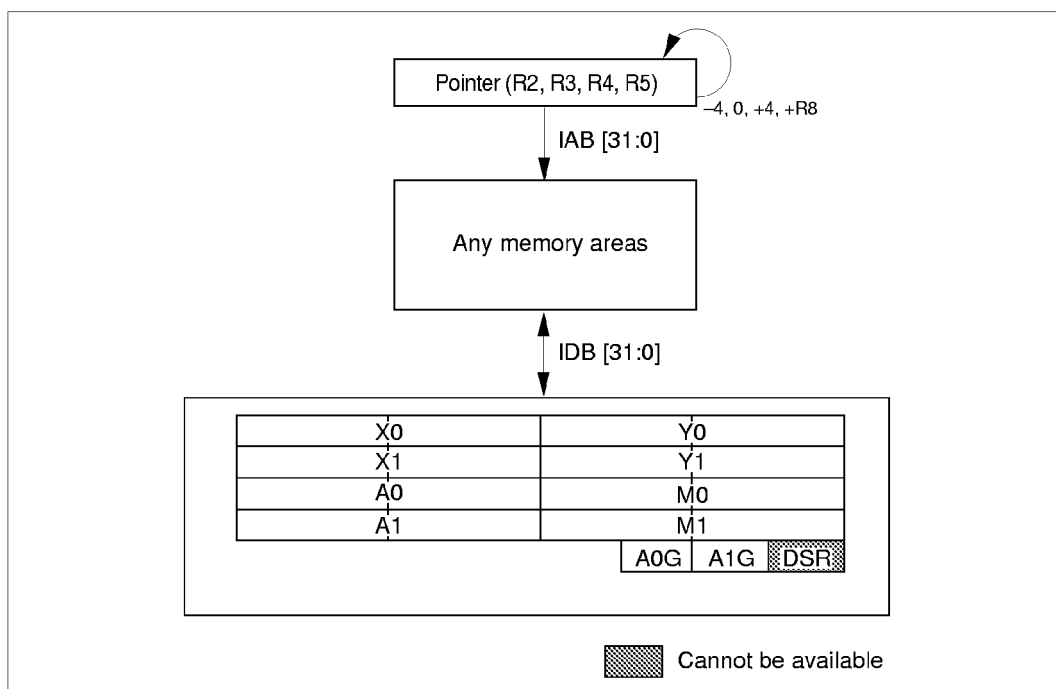 Pointer (R2, R3, R4, R5)
–4, 0, +4, +R8
IAB [31:0]
Any memory areas
IDB [31:0]
X0 Y0
X1 Y1
A0 M0
A1 M1
A0G A1G DSR
Cannot be available